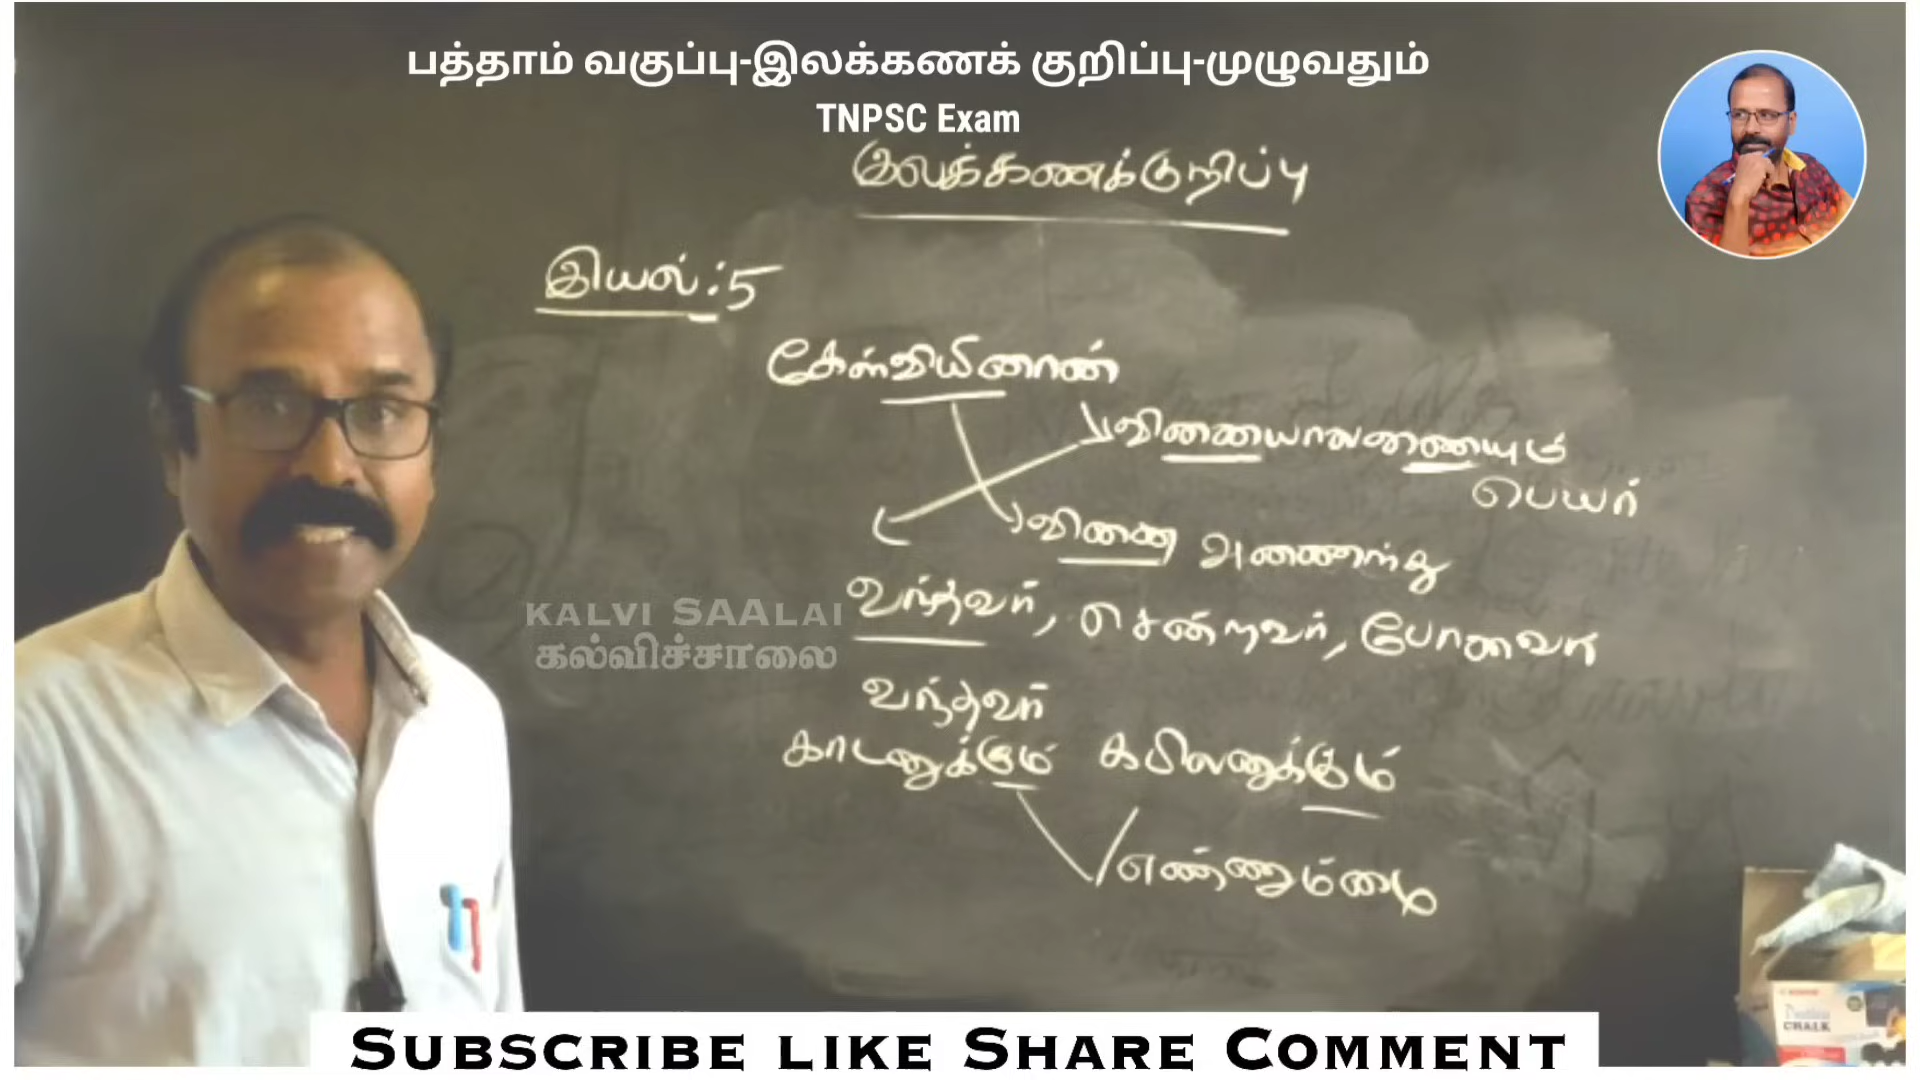 பத்தாம் வகுப்பு-இலக்கணக் குறிப்பு-முழுவதும்
TNPSC Exam
இலக்கணக்குறிப்பு
இயல்:5
கேள்வியினான்
வினையாலணையும்
பெயர்
வினை அணைந்து
வந்தவர், சென்றவர், போனவர்
வந்தவர்
காடனுக்கும் கபிலனுக்கும்
எண்ணும்மை
KALVI SAALAI
கல்விச்சாலை
CHALK
SUBSCRIBE LIKE SHARE COMMENT